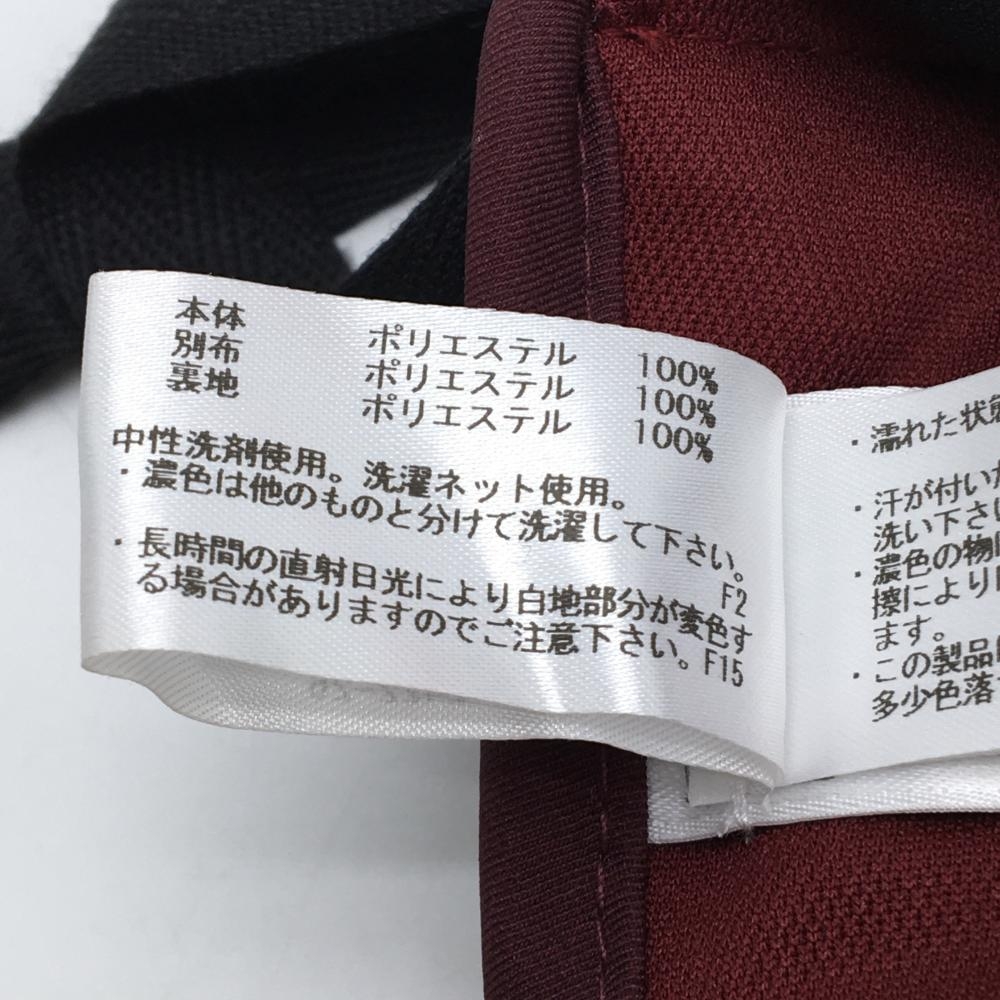 本体 ポリエステル 100%
別布 ポリエステル 100%
裏地 ポリエステル 100%
中性洗剤使用。洗濯ネット使用。
・濃色は他のものと分けて洗濯して下さい。
F2
・長時間の直射日光により白地部分が変色す
る場合がありますのでご注意下さい。F15
・濡れた状態
・汗が付いた
洗い下さい
・濃色の物
擦により
ます。
・この製品
多少色落